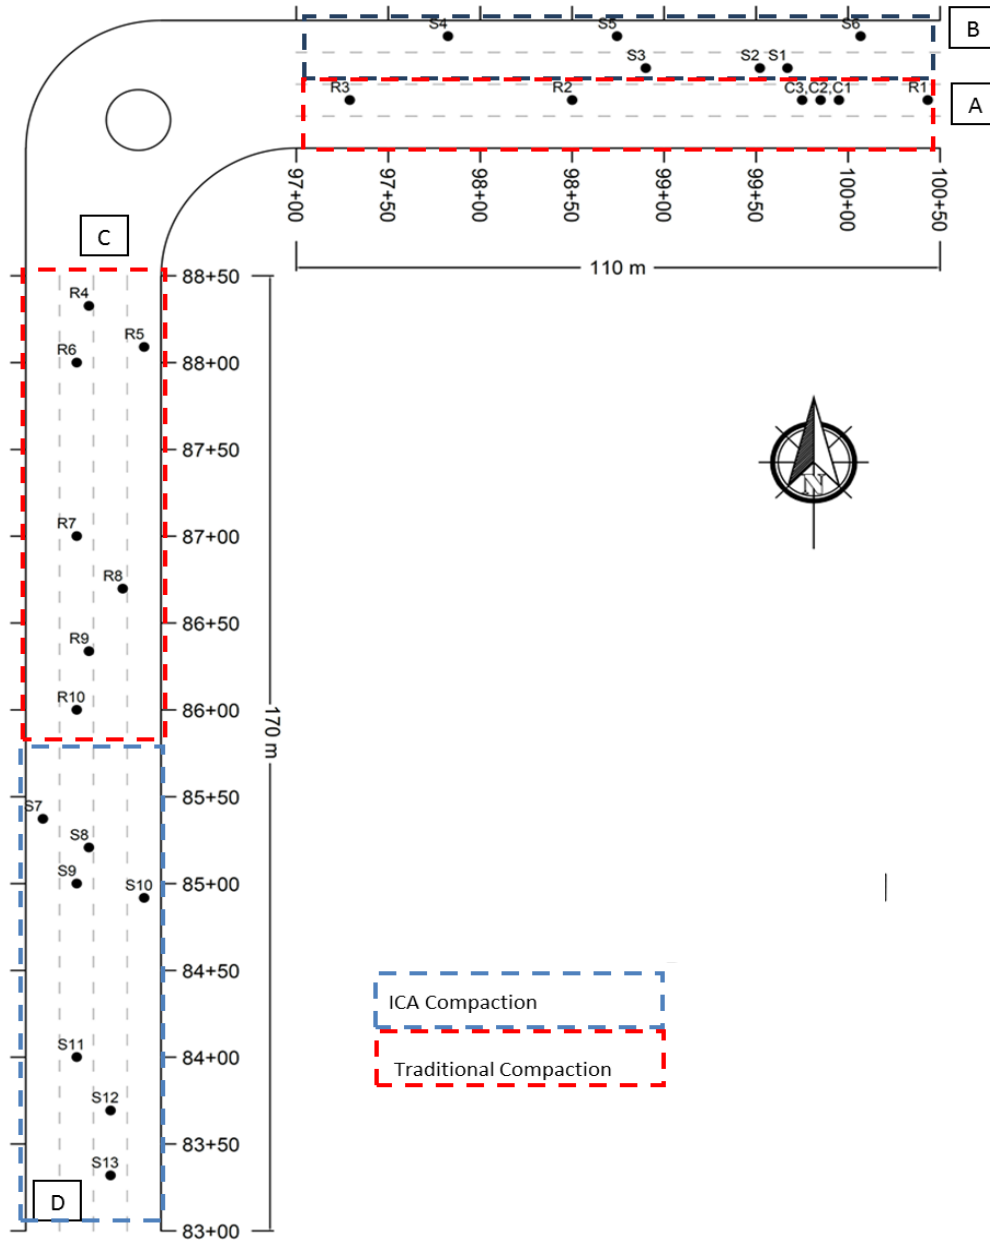 S4
S5
S6
B
S3
S2
S1
R3
R2
C3,C2,C1
R1
A
97+00
97+50
98+00
98+50
99+00
99+50
100+00
100+50
110 m
C
88+50
R4
R5
R6
88+00
87+50
R7
87+00
R8
86+50
R9
R10
86+00
170 m
N
85+50
S7
S8
S9
S10
85+00
84+50
S11
84+00
S12
83+50
S13
D
83+00
ICA Compaction
Traditional Compaction